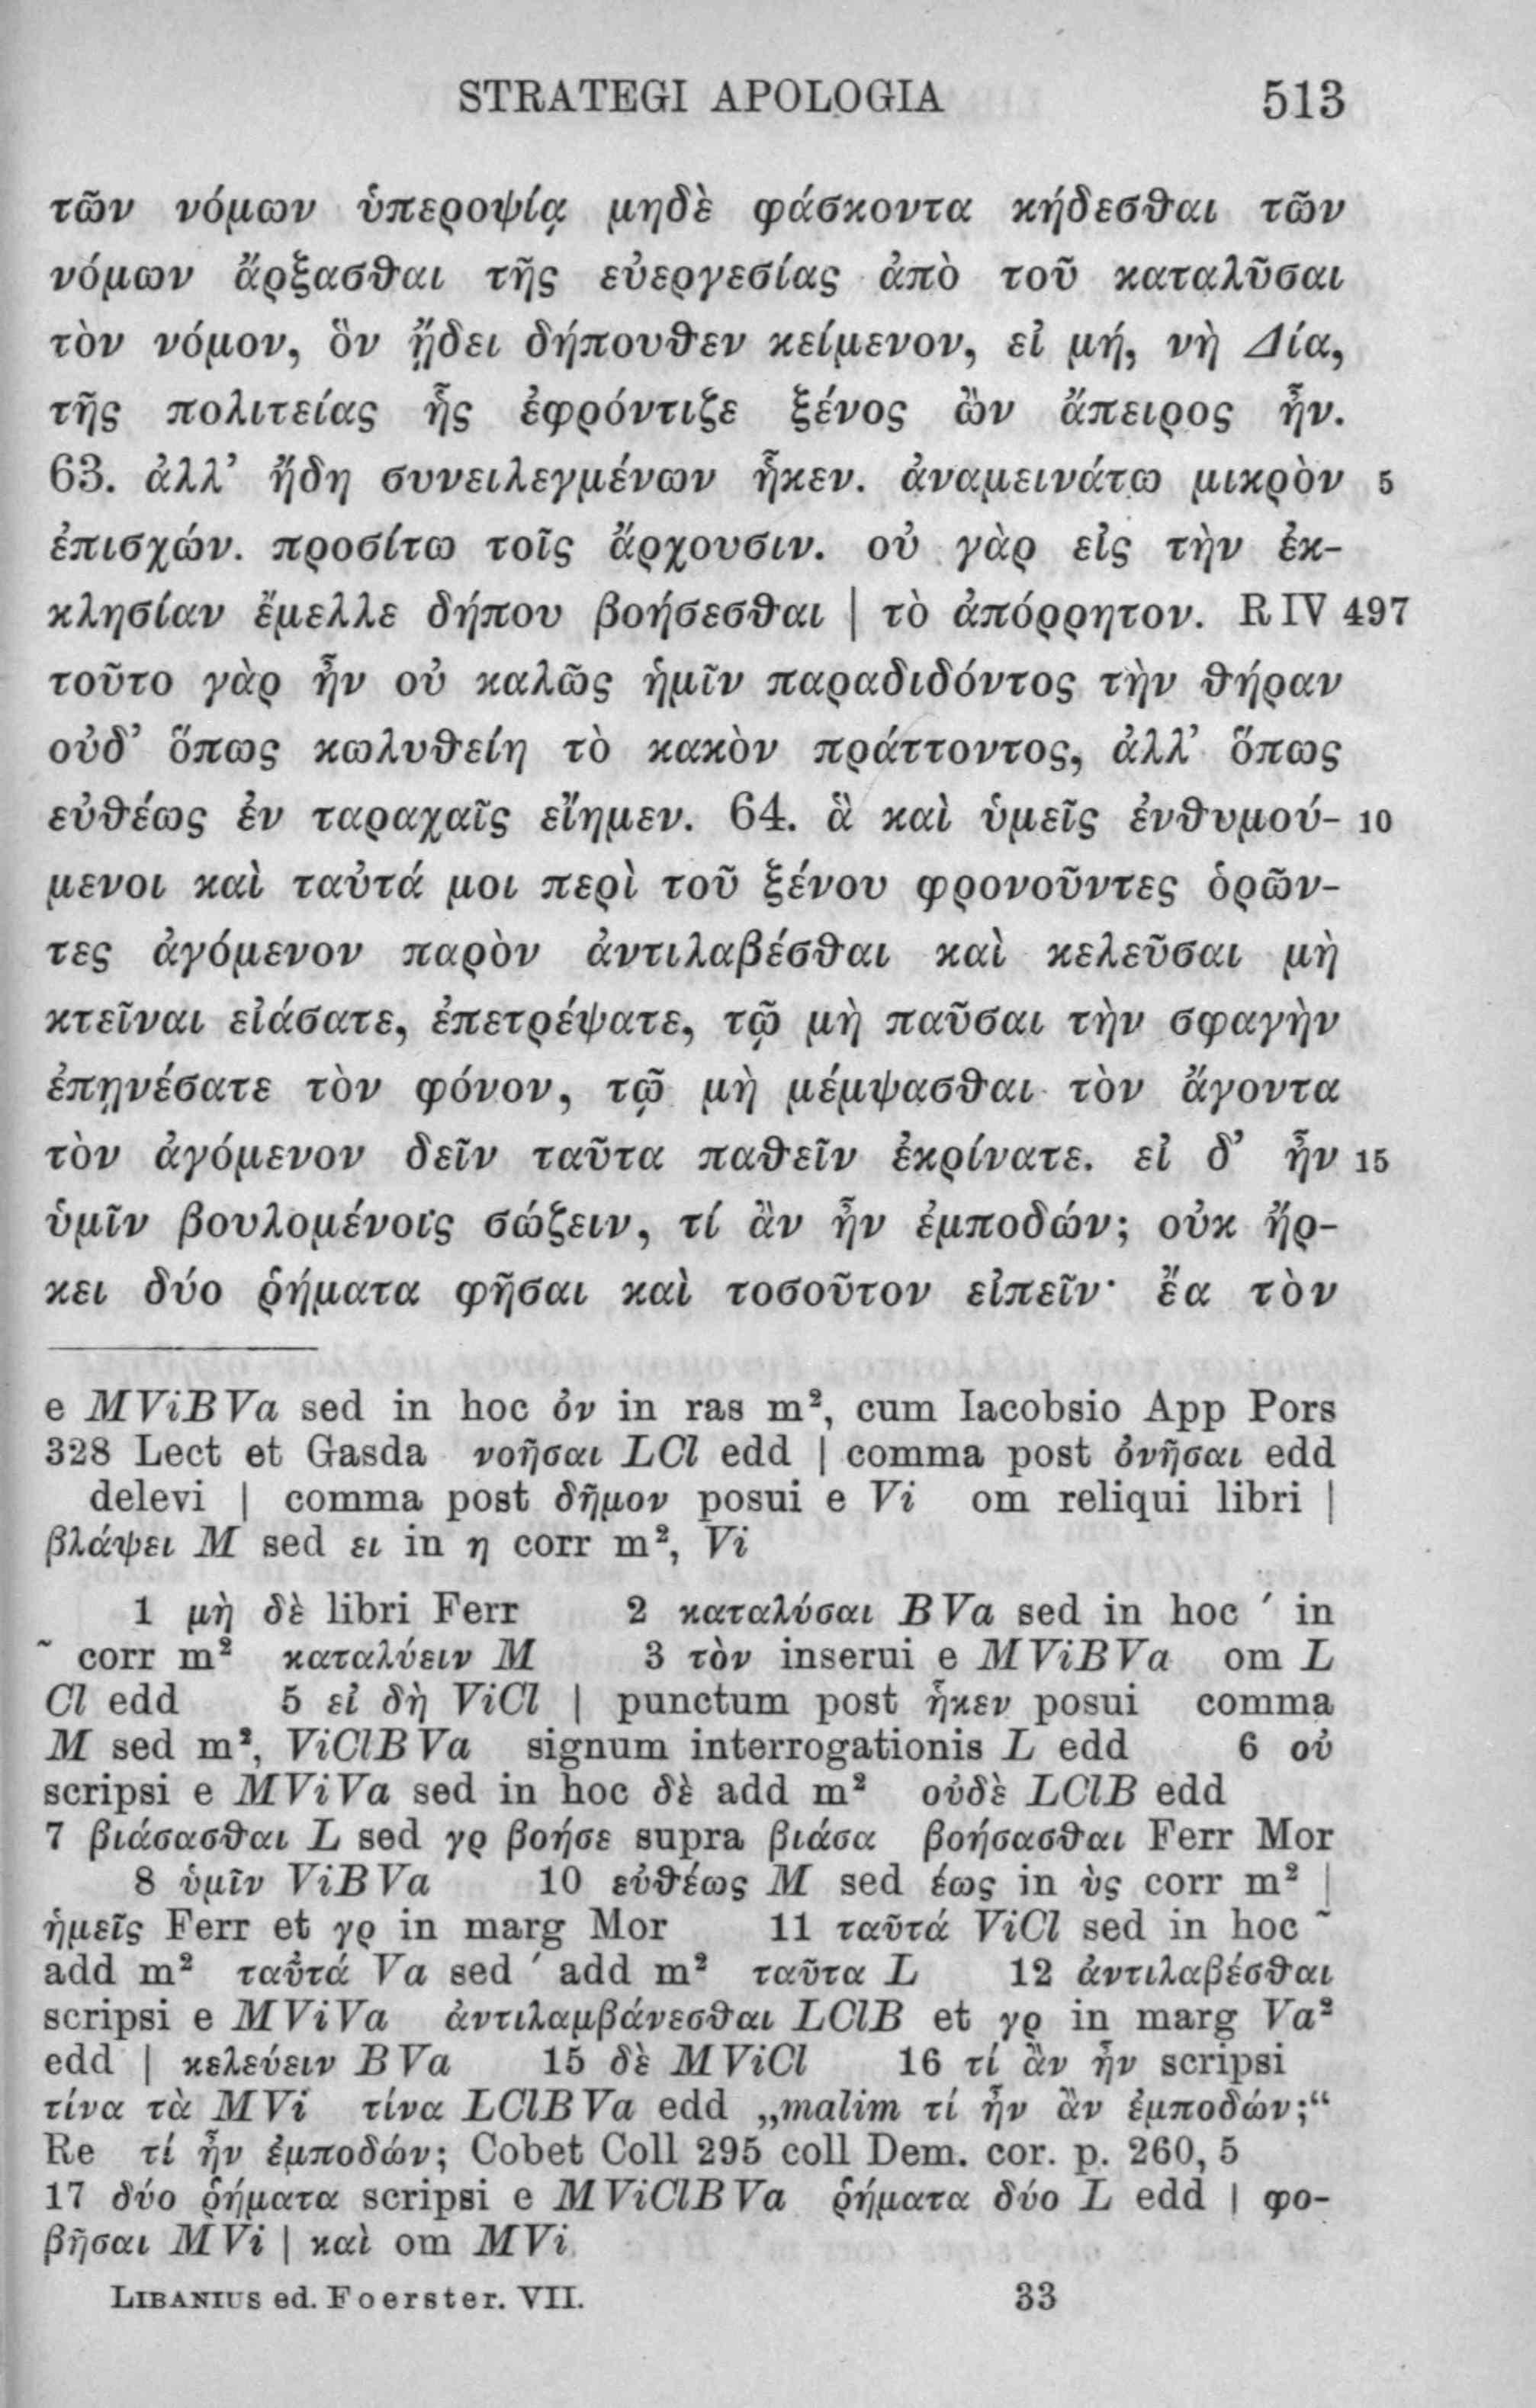 STRATEGI APOLOGIA 513
τῶν νόμων ὑπεροψίᾳ μηδὲ φάσκοντα κήδεσθαι τῶν
νόμων ἄρξασθαι τῆς εὐεργεσίας ἀπὸ τοῦ καταλῦσαι
τὸν νόμον, ὃν ᾔδει δήπουθεν κείμενον, εἰ μή, νὴ Δία,
τῆς πολιτείας ἧς ἐφρόντιζε ξένος ὢν ἄπειρος ἦν.
63. ἀλλ’ ἤδη συνειλεγμένων ἧκεν. ἀναμεινάτω μικρὸν 5
ἐπισχών. προσίτω τοῖς ἄρχουσιν. οὐ γὰρ εἰς τὴν ἐκ-
κλησίαν ἔμελλε δήπου βοήσεσθαι | τὸ ἀπόρρητον. R IV 497
τοῦτο γὰρ ἦν οὐ καλῶς ἡμῖν παραδιδόντος τὴν θήραν
οὐδ’ ὅπως κωλυθείη τὸ κακὸν πράττοντος, ἀλλ’ ὅπως
εὐθέως ἐν ταραχαῖς εἴημεν. 64. ἃ καὶ ὑμεῖς ἐνθυμού- 10
μενοι καὶ ταὐτά μοι περὶ τοῦ ξένου φρονοῦντες ὁρῶν-
τες ἀγόμενον παρὸν ἀντιλαβέσθαι καὶ κελεῦσαι μὴ
κτεῖναι εἰάσατε, ἐπετρέψατε, τῷ μὴ παῦσαι τὴν σφαγὴν
ἐπῃνέσατε τὸν φόνον, τῷ μὴ μέμψασθαι τὸν ἄγοντα
τὸν ἀγόμενον δεῖν ταῦτα παθεῖν ἐκρίνατε. εἰ δ’ ἦν 15
ὑμῖν βουλομένοις σώζειν, τί ἂν ἦν ἐμποδών; οὐκ ἤρ-
κει δύο ῥήματα φῆσαι καὶ τοσοῦτον εἰπεῖν· ἔα τὸν
e MViBVa sed in hoc ὀν in ras m², cum Iacobsio App Pors
328 Lect et Gasda νοῆσαι LCl edd | comma post ὀνῆσαι edd
delevi | comma post δῆμον posui e Vi om reliqui libri |
βλάψει M sed ει in η corr m², Vi
1 μὴ δὲ libri Ferr 2 καταλύσαι BVa sed in hoc ´ in
῀ corr m² καταλύειν M 3 τὸν inserui e MViBVa om L
Cl edd 5 εἰ δὴ ViCl | punctum post ἧκεν posui comma
M sed m², ViClBVa signum interrogationis L edd 6 οὐ
scripsi e MViVa sed in hoc δὲ add m² οὐδὲ LClB edd
7 βιάσασθαι L sed γρ βοήσε supra βιάσα βοήσασθαι Ferr Mor
8 ὑμῖν ViBVa 10 εὐθέως M sed έως in ὺς corr m² |
ἡμεῖς Ferr et γρ in marg Mor 11 ταῦτά ViCl sed in hoc ῀
add m² ταὐτά Va sed ´ add m² ταῦτα L 12 ἀντιλαβέσθαι
scripsi e MViVa ἀντιλαμβάνεσθαι LClB et γρ in marg Va²
edd | κελεύειν BVa 15 δὲ MViCl 16 τί ἂν ἦν scripsi
τίνα τὰ MVi τίνα LClBVa edd „malim τί ἦν ἂν ἐμποδών;“
Re τί ἦν ἐμποδών; Cobet Coll 295 coll Dem. cor. p. 260, 5
17 δύο ῥήματα scripsi e MViClBVa ῥήματα δύο L edd | φο-
βῆσαι MVi | καὶ om MVi
LIBANIUS ed. Foerster. VII. 33